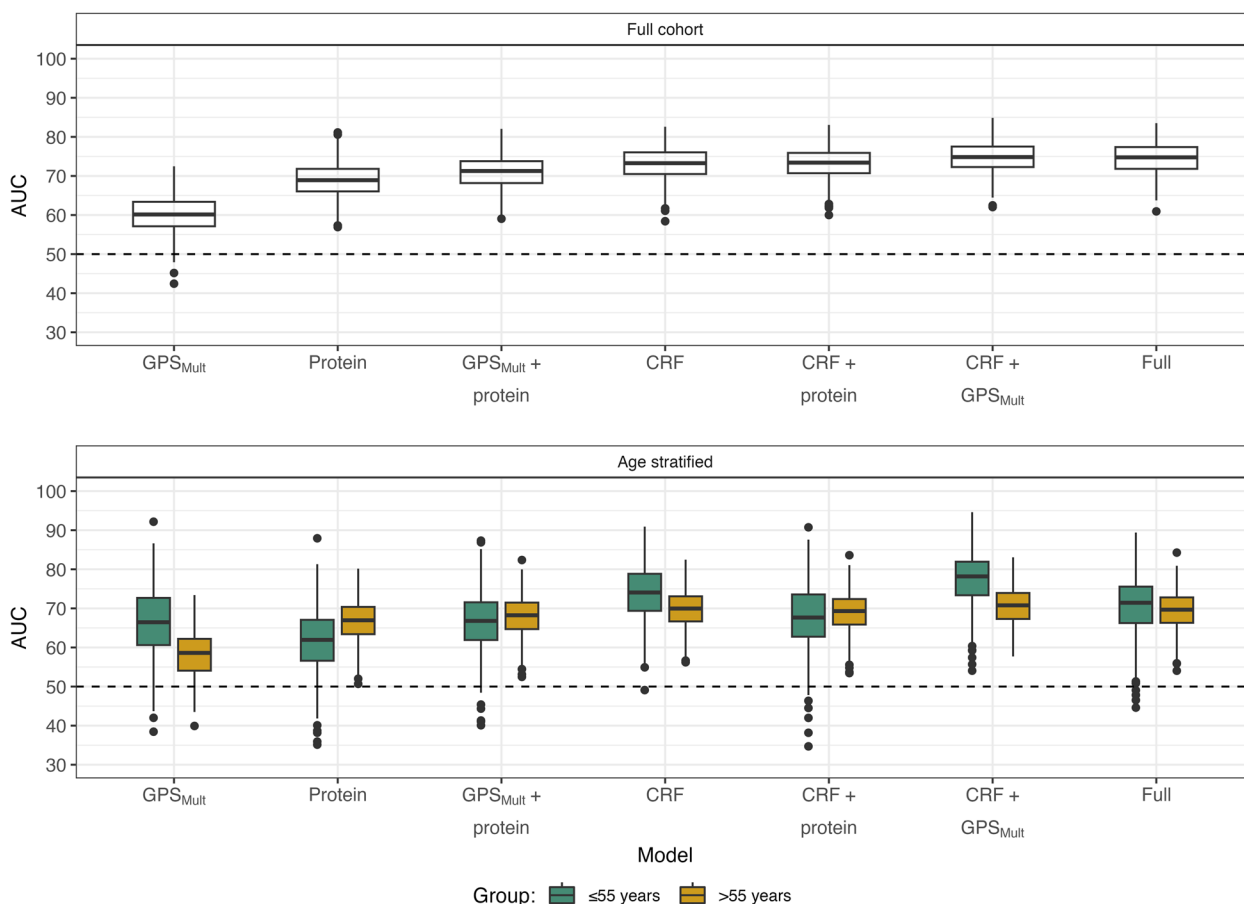 Full cohort
AUC
100
90
80
70
60
50
40
30
GPSMult Protein GPSMult + CRF CRF + CRF + Full
protein protein GPSMult
Age stratified
AUC
100
90
80
70
60
50
40
30
GPSMult Protein GPSMult + CRF CRF + CRF + Full
protein protein GPSMult
Model
Group: ≤55 years >55 years